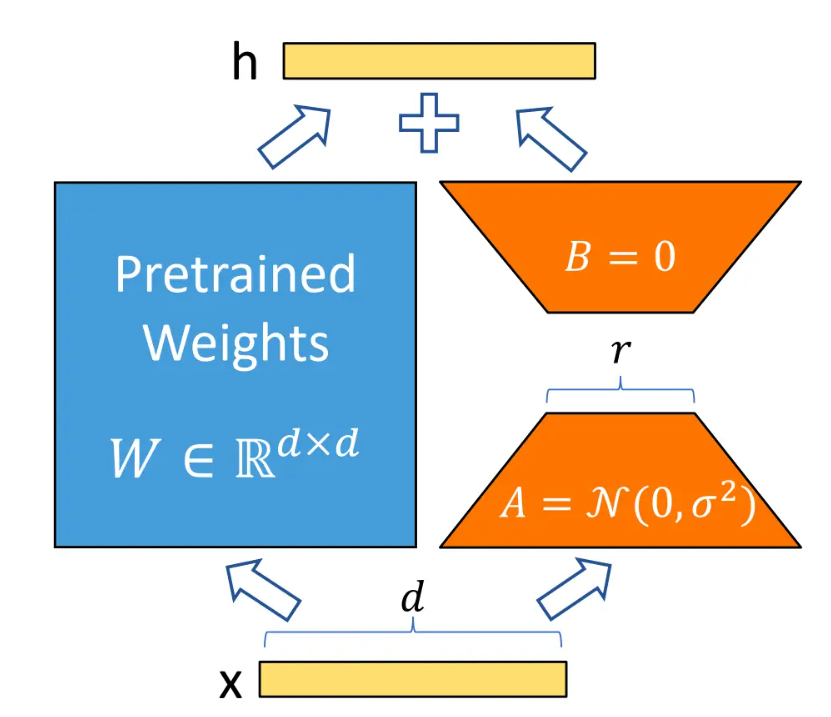 h
Pretrained
Weights
W ∈ ℝ^{d×d}
B = 0
r
A = 𝒩(0, σ²)
d
x